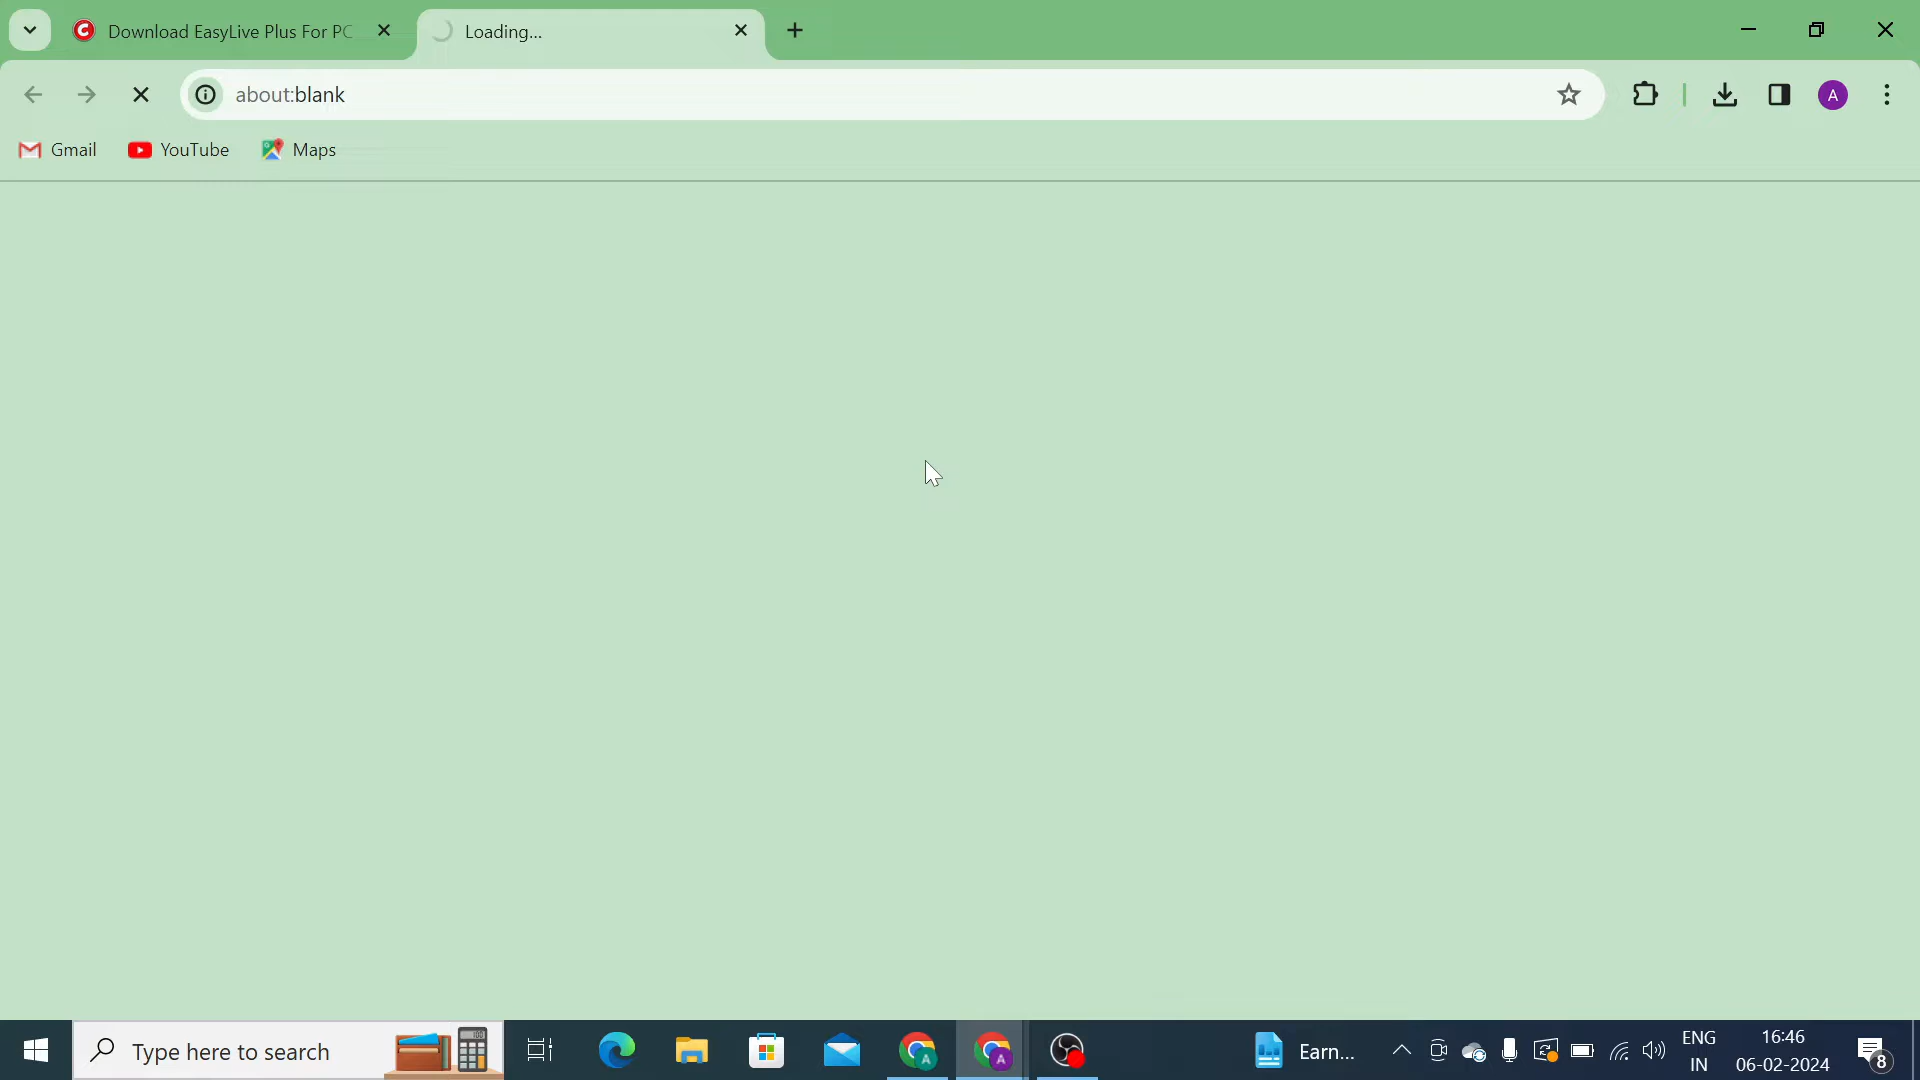 Download EasyLive Plus For PC
Loading...
about:blank
A
Gmail
YouTube
Maps
Type here to search
A
A
Earn...
ENG
IN
16:46
06-02-2024
8